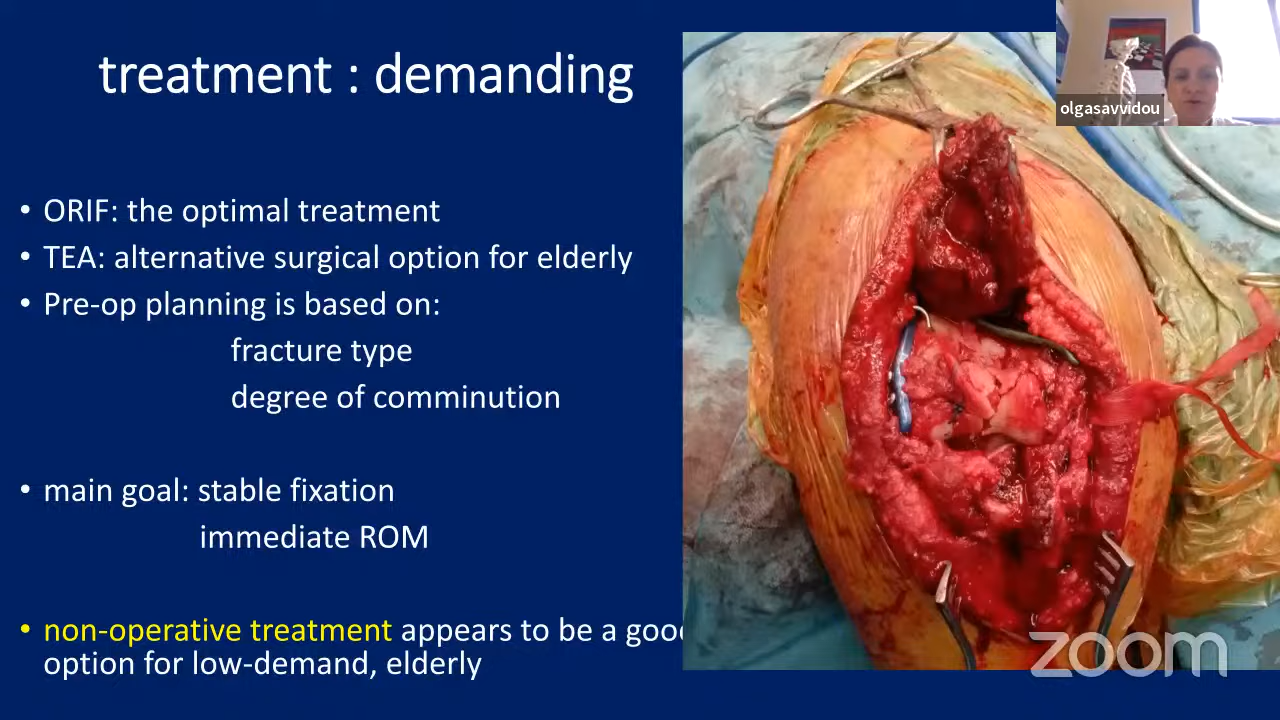 treatment : demanding
olgasavvidou
• ORIF: the optimal treatment
• TEA: alternative surgical option for elderly
• Pre-op planning is based on:
fracture type
degree of comminution
• main goal: stable fixation
immediate ROM
• non-operative treatment appears to be a good
option for low-demand, elderly
zoom